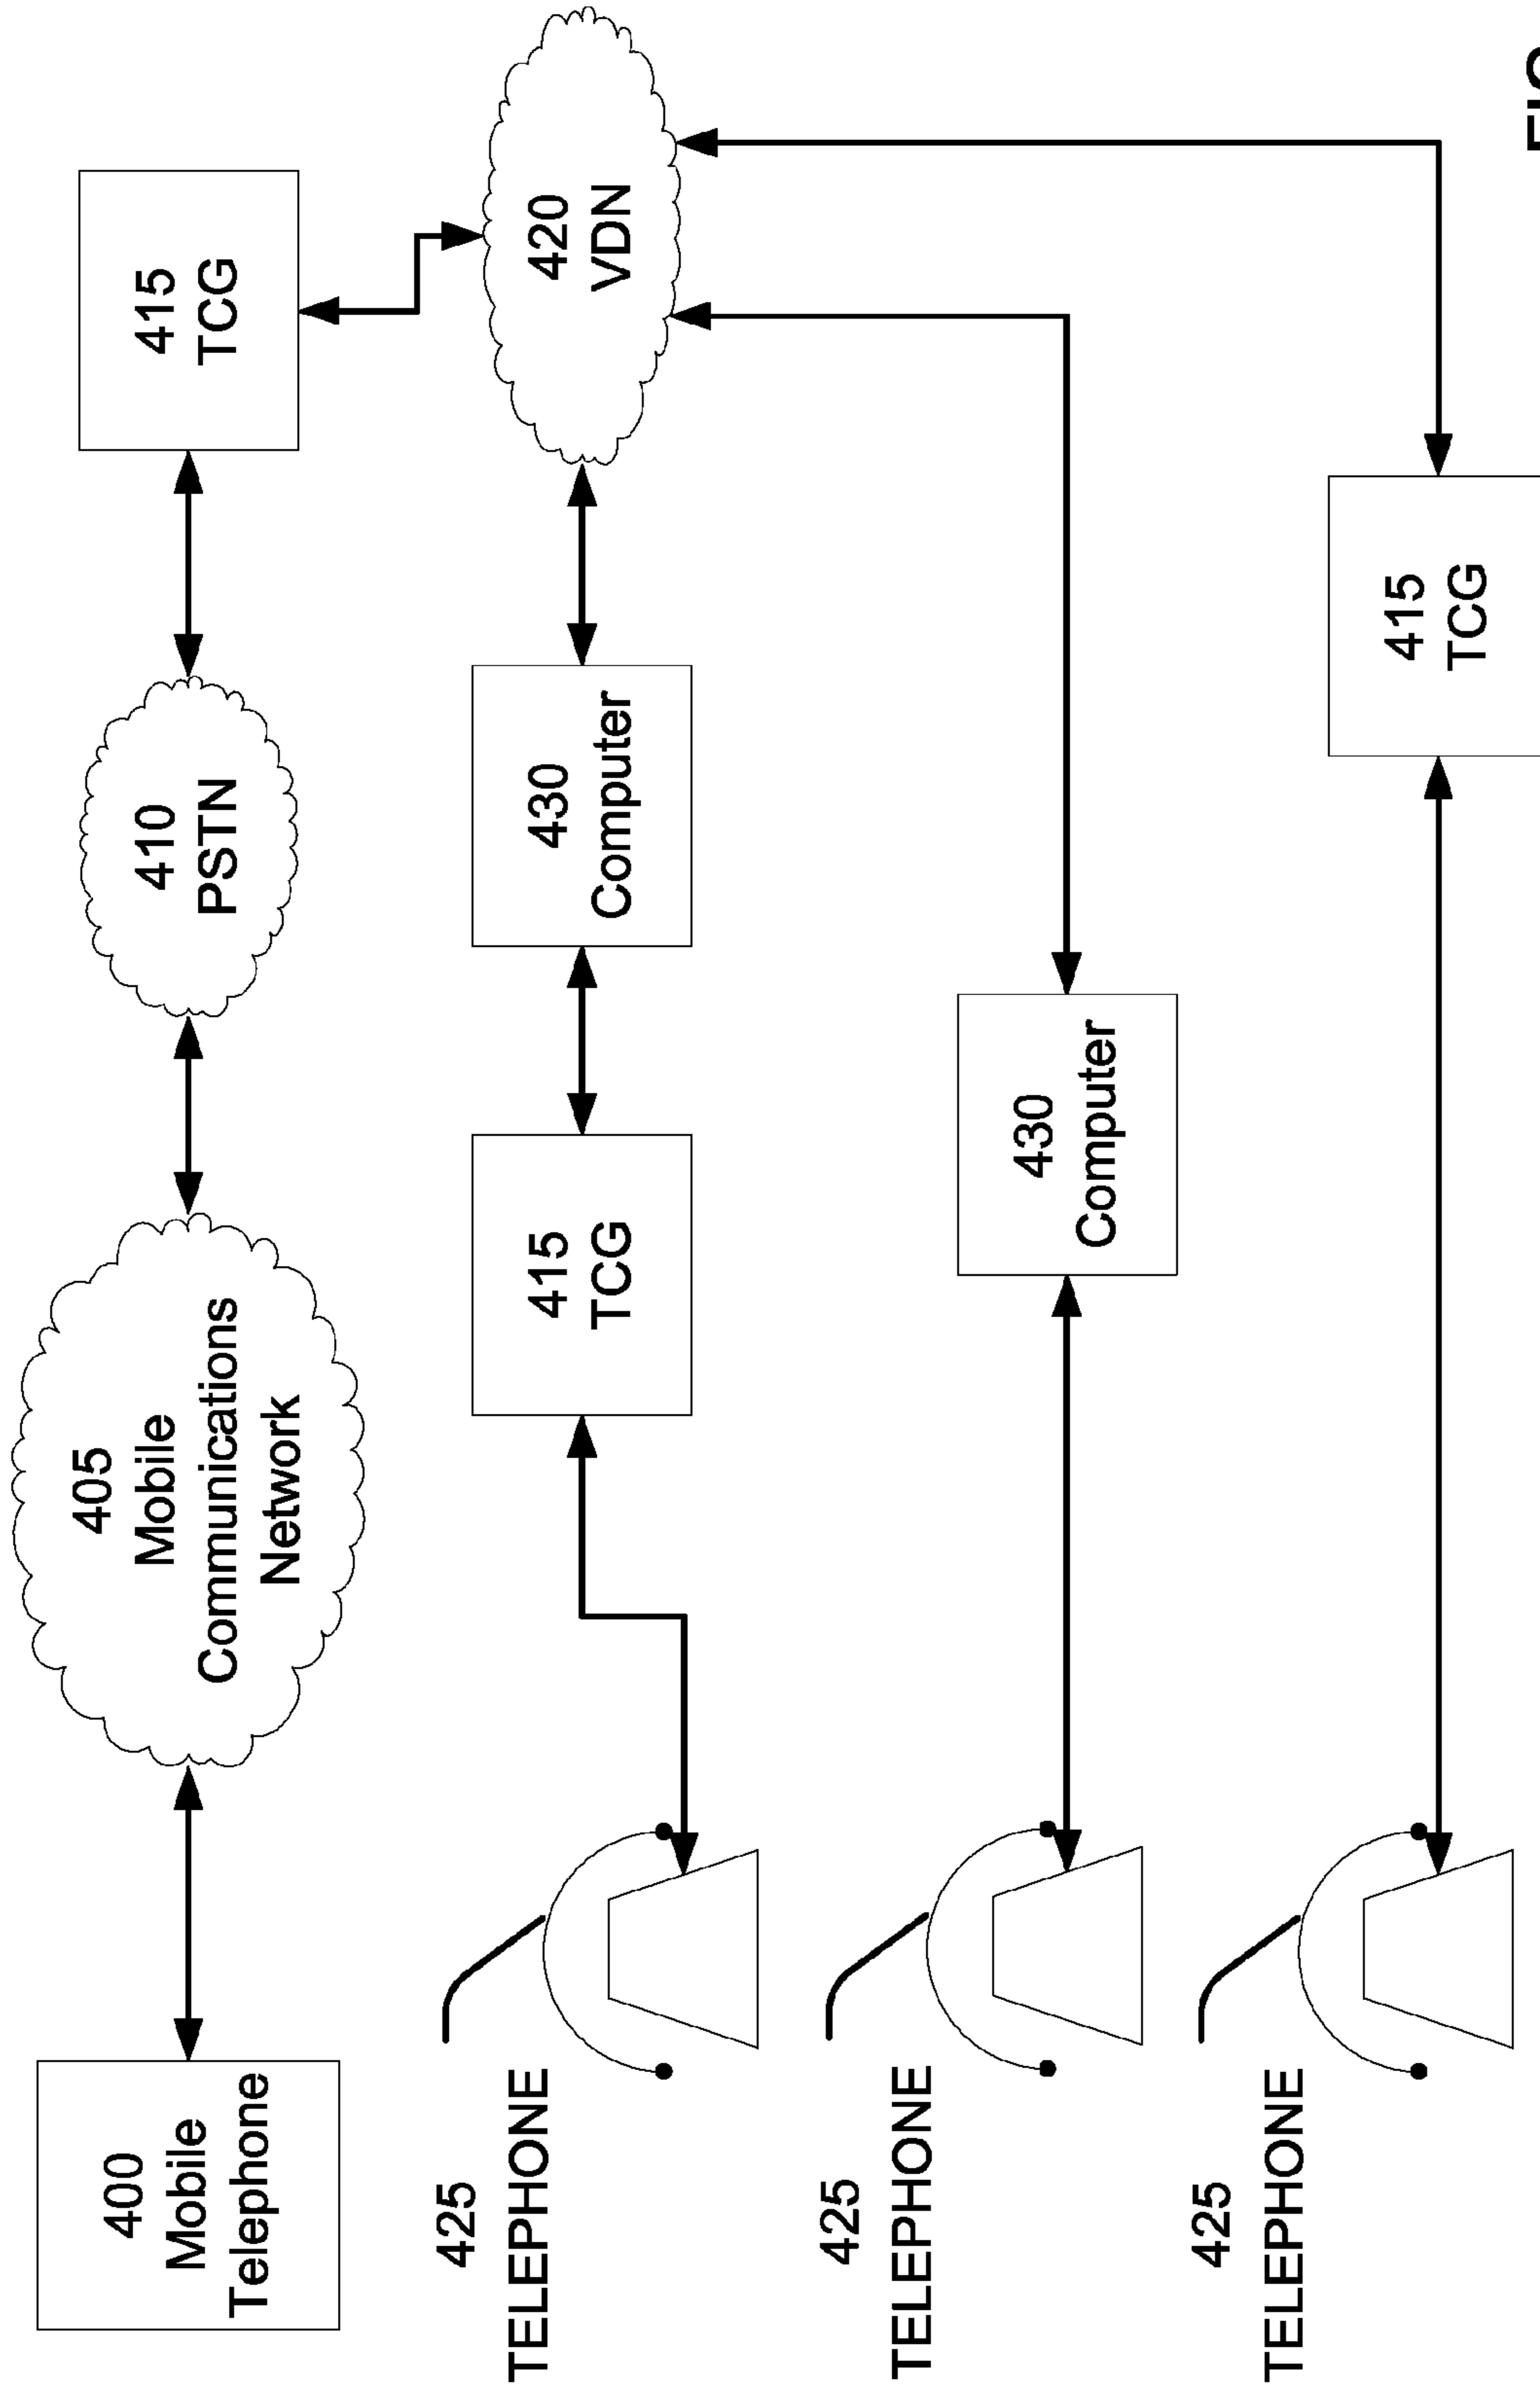 400
Mobile
Telephone
405
Mobile
Communications
Network
410
PSTN
415
TCG
425
TELEPHONE
415
TCG
430
Computer
420
VDN
425
TELEPHONE
430
Computer
425
TELEPHONE
415
TCG
FIG